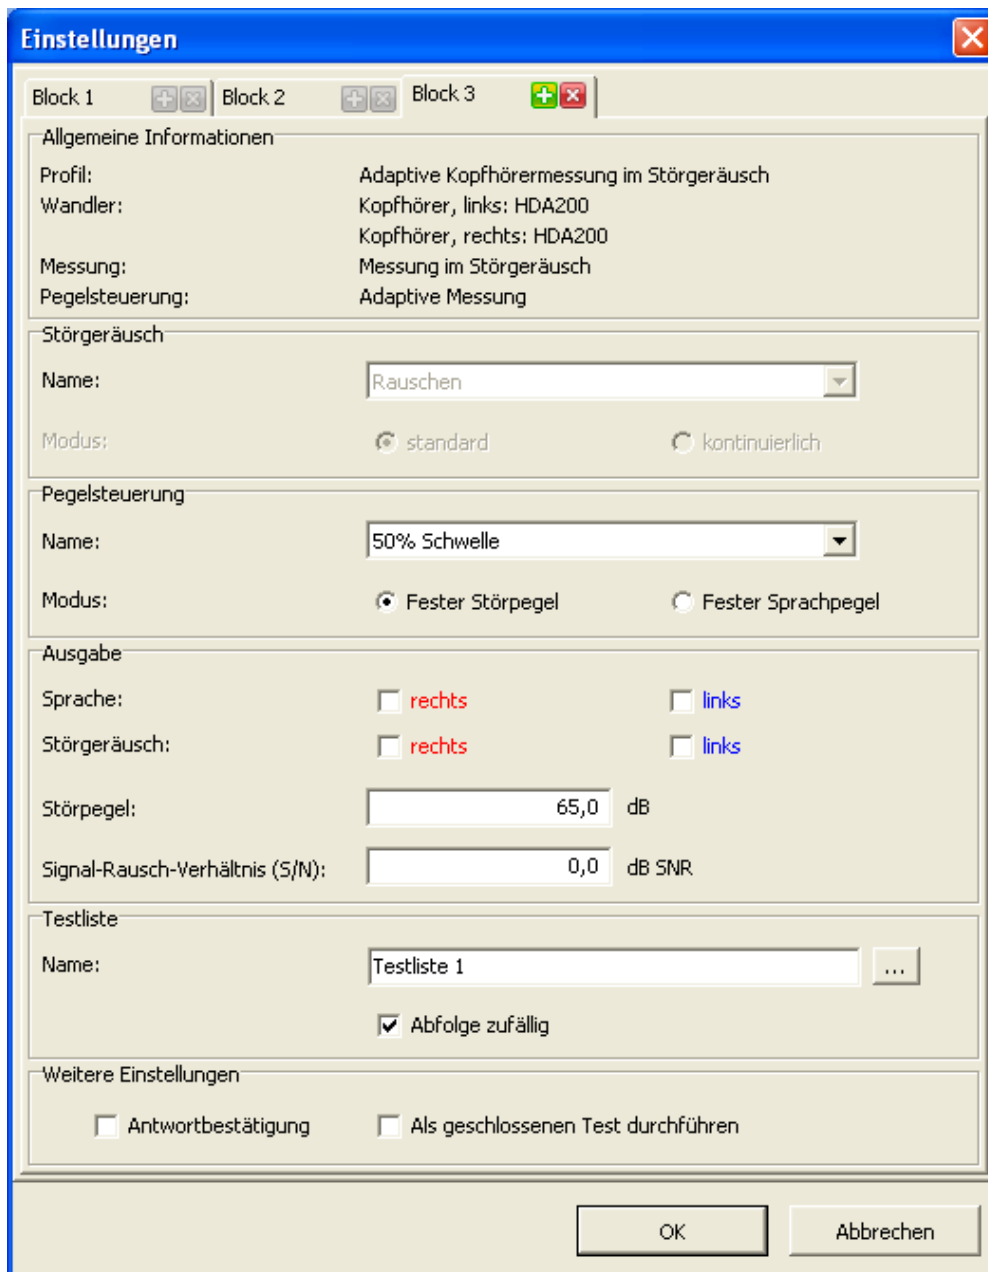 Einstellungen
Block 1 Block 2 Block 3
Allgemeine Informationen
Profil: Adaptive Kopfhörermessung im Störgeräusch
Wandler: Kopfhörer, links: HDA200
Kopfhörer, rechts: HDA200
Messung: Messung im Störgeräusch
Pegelsteuerung: Adaptive Messung
Störgeräusch
Name: Rauschen
Modus: standard kontinuierlich
Pegelsteuerung
Name: 50% Schwelle
Modus: Fester Störpegel Fester Sprachpegel
Ausgabe
Sprache: rechts links
Störgeräusch: rechts links
Störpegel: 65,0 dB
Signal-Rausch-Verhältnis (S/N): 0,0 dB SNR
Testliste
Name: Testliste 1 ...
Abfolge zufällig
Weitere Einstellungen
Antwortbestätigung Als geschlossenen Test durchführen
OK Abbrechen